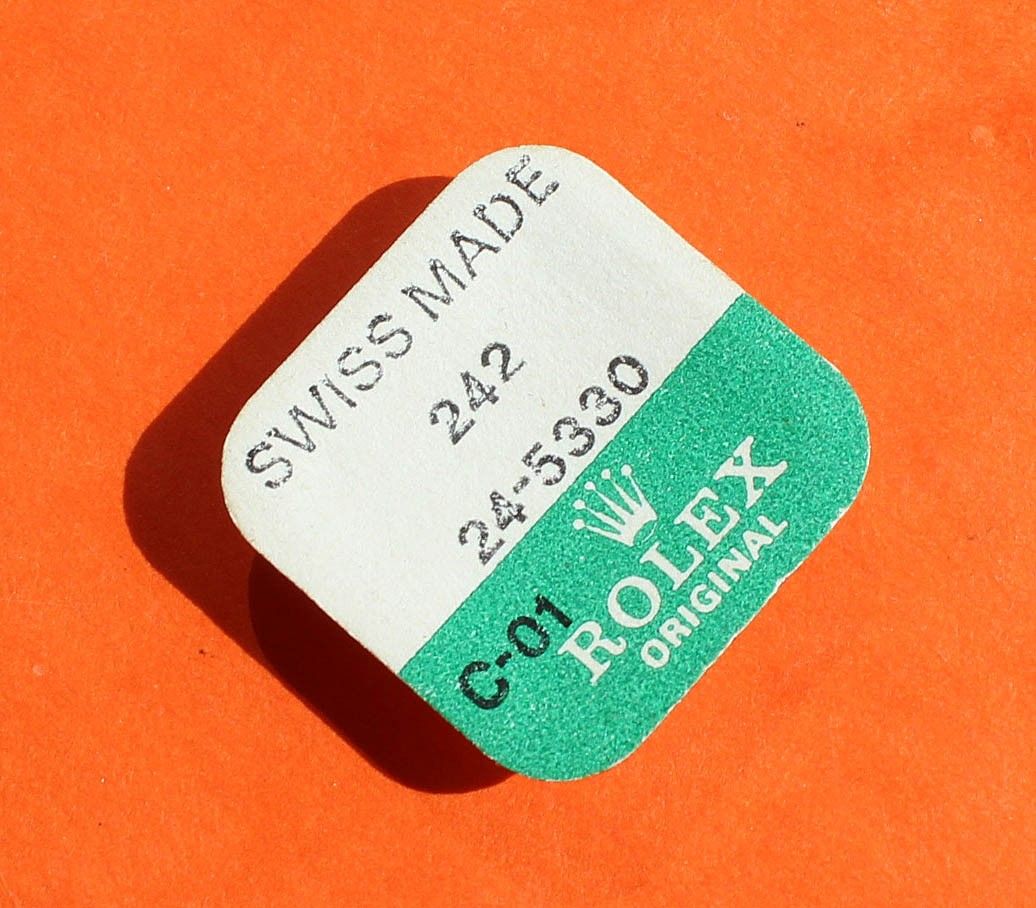 SWISS MADE
242
24-5330
C-01
ROLEX
ORIGINAL